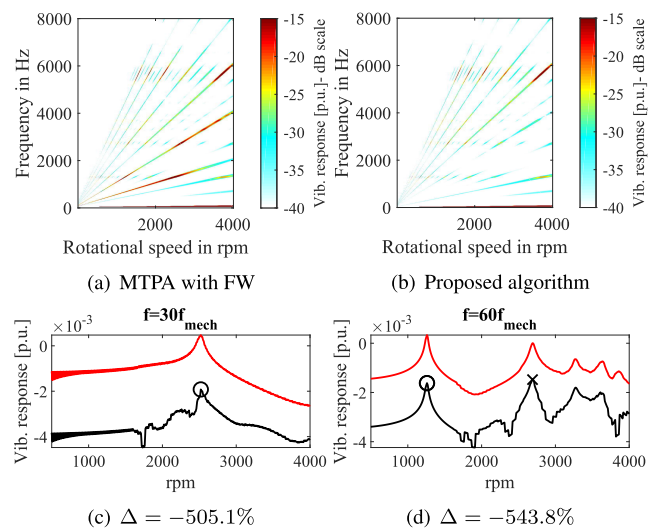 8000
6000
4000
2000
0
Frequency in Hz
2000 4000
Rotational speed in rpm
-15
-20
-25
-30
-35
-40
Vib. response [p.u.]- dB scale
(a) MTPA with FW
8000
6000
4000
2000
0
Frequency in Hz
2000 4000
Rotational speed in rpm
-15
-20
-25
-30
-35
-40
Vib. response [p.u.]- dB scale
(b) Proposed algorithm
×10⁻³
f=30f_mech
Vib. response [p.u.]
0
-2
-4
1000 2000 3000 4000
rpm
(c) Δ = −505.1%
×10⁻³
f=60f_mech
Vib. response [p.u.]
0
-2
-4
1000 2000 3000 4000
rpm
(d) Δ = −543.8%